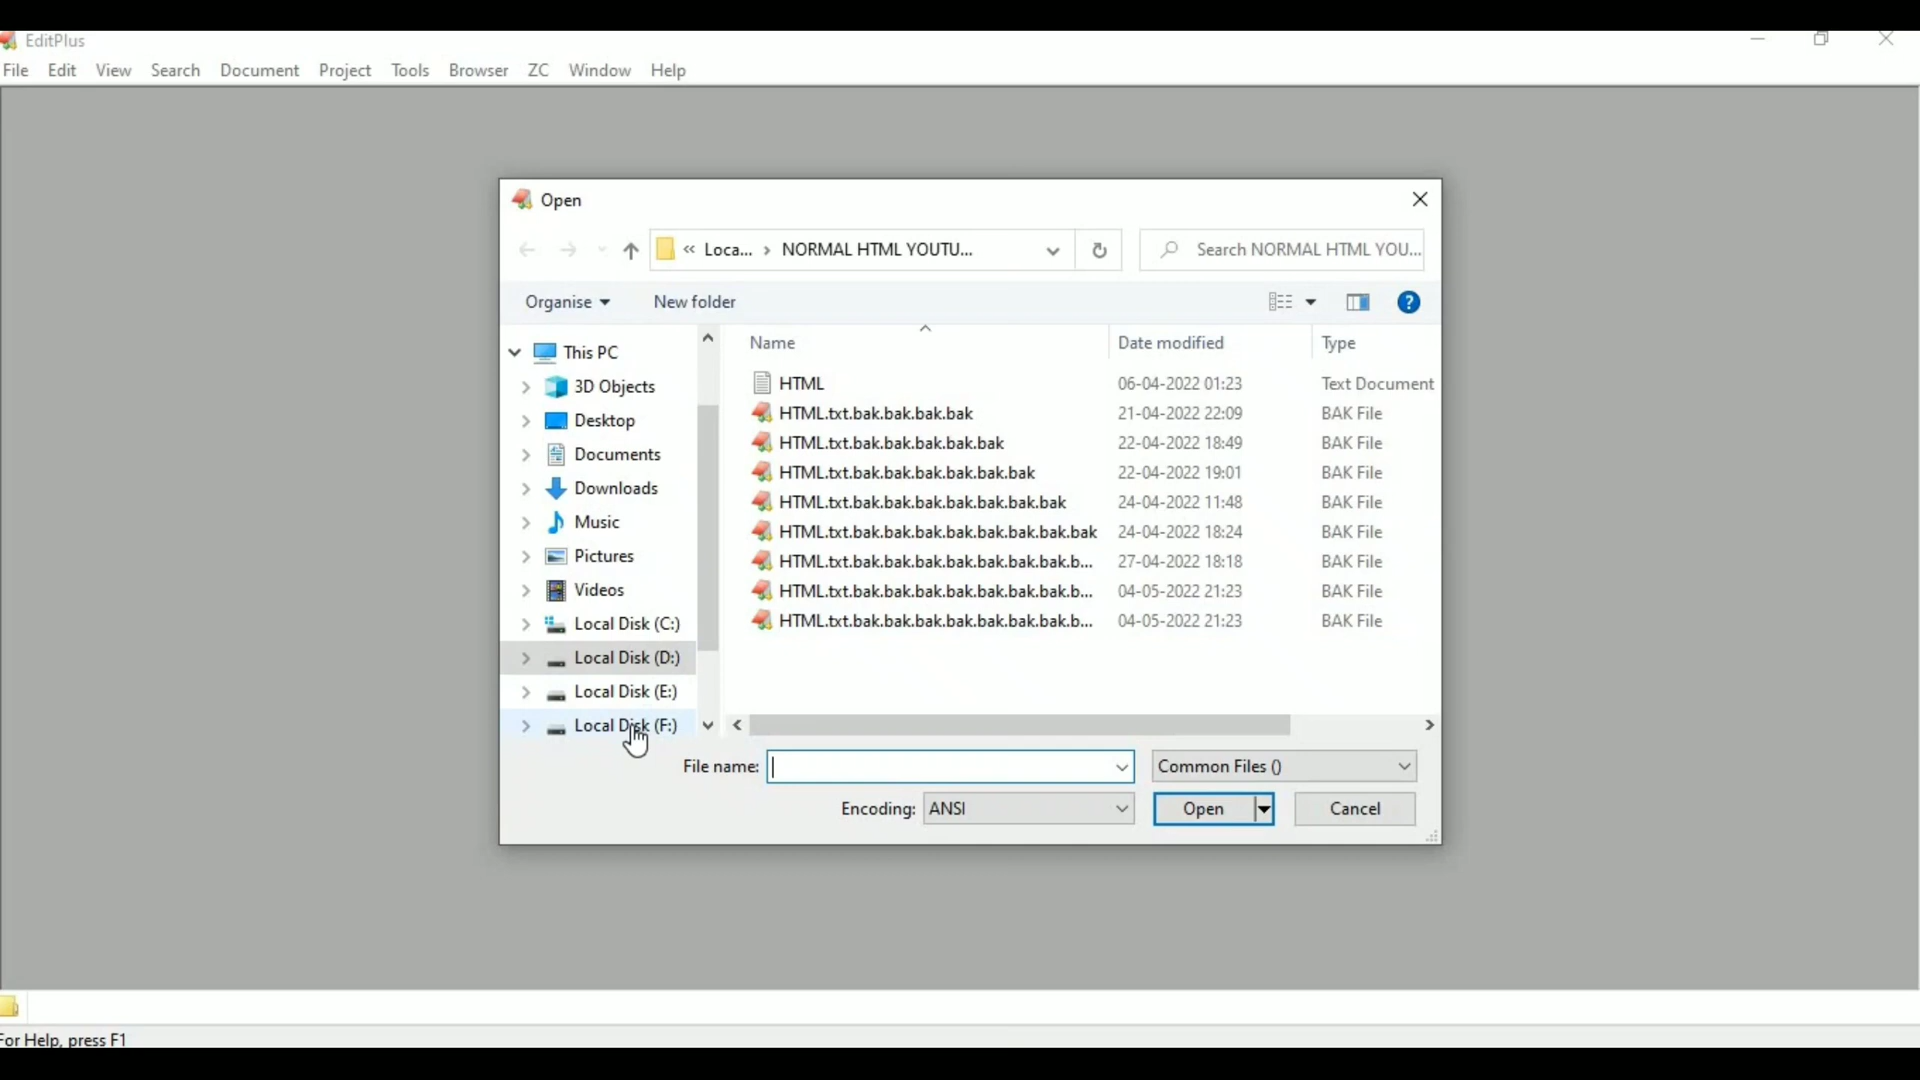 EditPlus
File Edit View Search Document Project Tools Browser ZC Window Help
Open
« Loca... › NORMAL HTML YOUTU...
Search NORMAL HTML YOU...
Organise New folder
This PC
3D Objects
Desktop
Documents
Downloads
Music
Pictures
Videos
Local Disk (C:)
Local Disk (D:)
Local Disk (E:)
Local Disk (F:)
Name Date modified Type
HTML 06-04-2022 01:23 Text Document
HTML.txt.bak.bak.bak.bak 21-04-2022 22:09 BAK File
HTML.txt.bak.bak.bak.bak.bak 22-04-2022 18:49 BAK File
HTML.txt.bak.bak.bak.bak.bak.bak 22-04-2022 19:01 BAK File
HTML.txt.bak.bak.bak.bak.bak.bak.bak 24-04-2022 11:48 BAK File
HTML.txt.bak.bak.bak.bak.bak.bak.bak.bak 24-04-2022 18:24 BAK File
HTML.txt.bak.bak.bak.bak.bak.bak.bak.b... 27-04-2022 18:18 BAK File
HTML.txt.bak.bak.bak.bak.bak.bak.bak.b... 04-05-2022 21:23 BAK File
HTML.txt.bak.bak.bak.bak.bak.bak.bak.b... 04-05-2022 21:23 BAK File
File name: Common Files ()
Encoding: ANSI Open Cancel
For Help, press F1